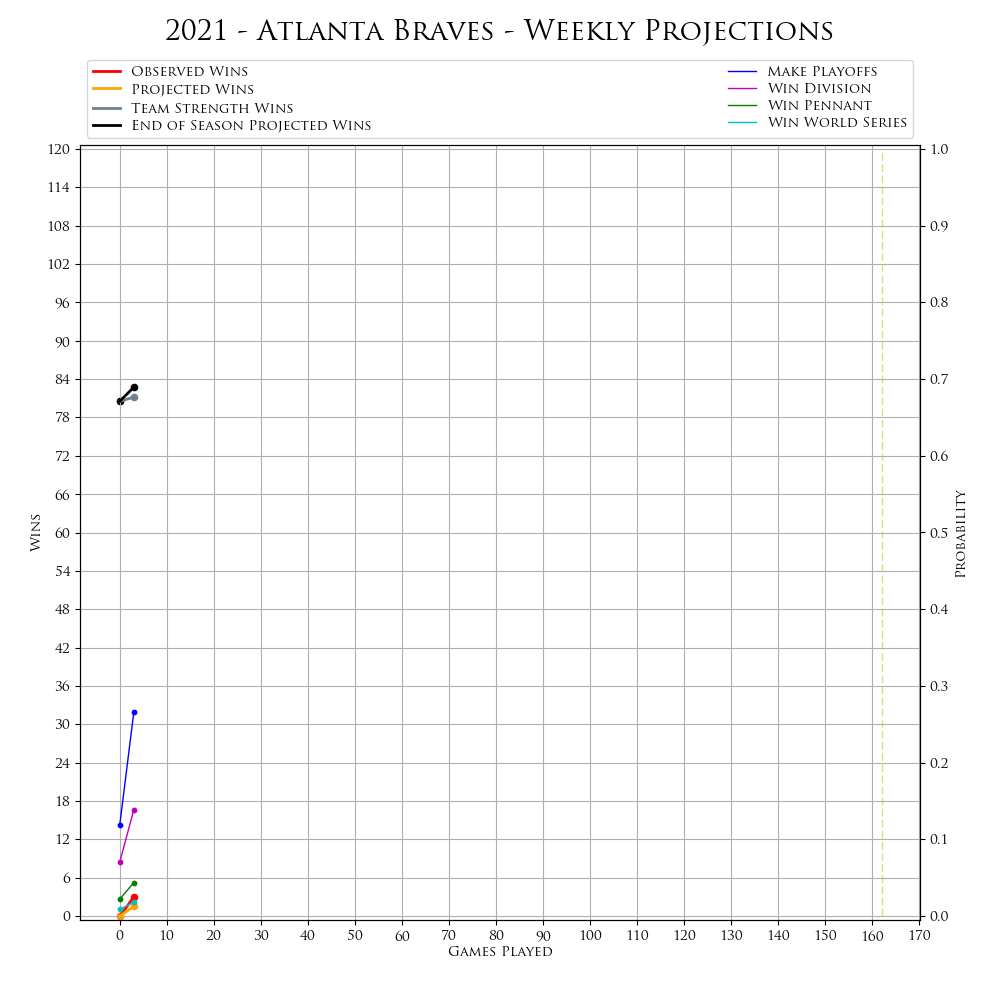 2021 - Atlanta Braves - Weekly Projections
Observed Wins
Projected Wins
Team Strength Wins
End of Season Projected Wins
Make Playoffs
Win Division
Win Pennant
Win World Series
120
114
108
102
96
90
84
78
72
66
60
54
48
42
36
30
24
18
12
6
0
Wins
1.0
0.9
0.8
0.7
0.6
0.5
0.4
0.3
0.2
0.1
0.0
Probability
0 10 20 30 40 50 60 70 80 90 100 110 120 130 140 150 160 170
Games Played